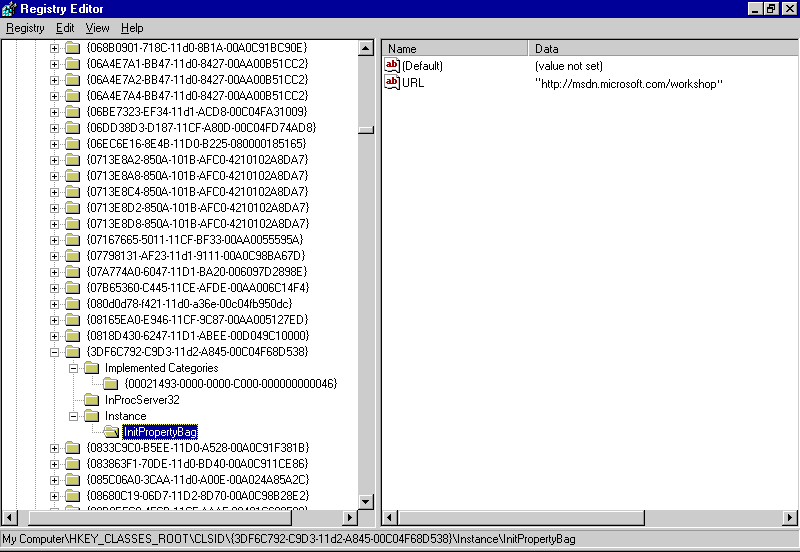 Registry Editor
Registry Edit View Help
{068B0901-718C-11d0-8B1A-00A0C91BC90E}
{06A4E7A1-BB47-11d0-8427-00AA00B51CC2}
{06A4E7A2-BB47-11d0-8427-00AA00B51CC2}
{06A4E7A4-BB47-11d0-8427-00AA00B51CC2}
{06BE7323-EF34-11d1-ACD8-00C04FA31009}
{06DD38D3-D187-11CF-A80D-00C04FD74AD8}
{06EC6E16-8E4B-11D0-B225-080000185165}
{0713E8A2-850A-101B-AFC0-4210102A8DA7}
{0713E8A8-850A-101B-AFC0-4210102A8DA7}
{0713E8C4-850A-101B-AFC0-4210102A8DA7}
{0713E8D2-850A-101B-AFC0-4210102A8DA7}
{0713E8D8-850A-101B-AFC0-4210102A8DA7}
{07167665-5011-11CF-BF33-00AA0055595A}
{07798131-AF23-11d1-9111-00A0C98BA67D}
{07A774A0-6047-11D1-BA20-006097D2898E}
{07B65360-C445-11CE-AFDE-00AA006C14F4}
{080d0d78-f421-11d0-a36e-00c04fb950dc}
{08165EA0-E946-11CF-9C87-00AA005127ED}
{0818D430-6247-11D1-ABEE-00D049C10000}
{3DF6C792-C9D3-11d2-A845-00C04F68D538}
Implemented Categories
{00021493-0000-0000-C000-000000000046}
InProcServer32
Instance
InitPropertyBag
{0833C9C0-B5EE-11D0-A528-00A0C91F381B}
{083863F1-70DE-11d0-BD40-00A0C911CE86}
{085C06A0-3CAA-11d0-A00E-00A024A85A2C}
{08680C19-06D7-11D2-8D70-00A0C98B28E2}
Name Data
(Default) (value not set)
URL "http://msdn.microsoft.com/workshop"
My Computer\HKEY_CLASSES_ROOT\CLSID\{3DF6C792-C9D3-11d2-A845-00C04F68D538}\Instance\InitPropertyBag